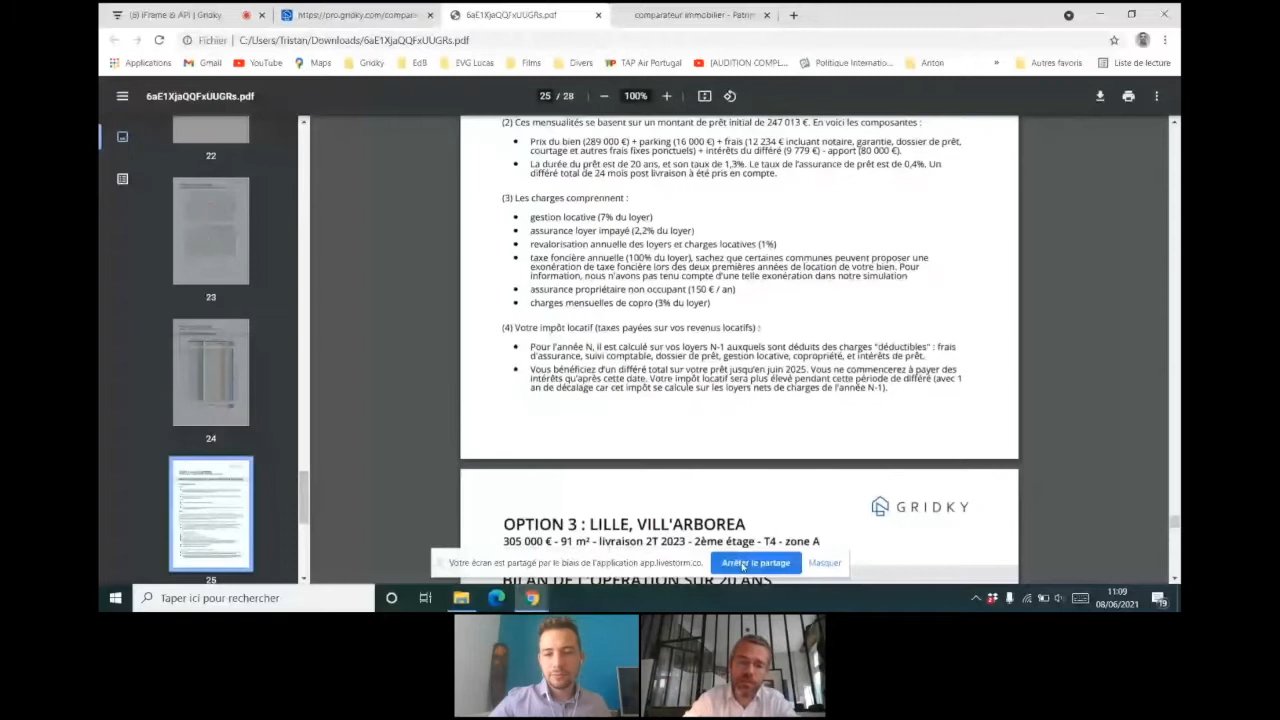 (8) iFrame & API | Gridky
https://pro.gridky.com/compara
6aE1XjaQQFxUUGRs.pdf
comparateur immobilier - Patrim
Fichier
C:/Users/Tristan/Downloads/6aE1XjaQQFxUUGRs.pdf
Applications
Gmail
YouTube
Maps
Gridky
EdB
EVG Lucas
Films
Divers
TAP Air Portugal
[AUDITION COMPL...
Politique Internatio...
Anton
»
Autres favoris
Liste de lecture
6aE1XjaQQFxUUGRs.pdf
25 / 28
100%
22
23
24
25
(2) Ces mensualités se basent sur un montant de prêt initial de 247 013 €. En voici les composantes :
Prix du bien (289 000 €) + parking (16 000 €) + frais (12 234 € incluant notaire, garantie, dossier de prêt,
courtage et autres frais fixes ponctuels) + intérêts du différé (9 779 €) - apport (80 000 €).
La durée du prêt est de 20 ans, et son taux de 1,3%. Le taux de l'assurance de prêt est de 0,4%. Un
différé total de 24 mois post livraison à été pris en compte.
(3) Les charges comprennent :
gestion locative (7% du loyer)
assurance loyer impayé (2,2% du loyer)
revalorisation annuelle des loyers et charges locatives (1%)
taxe foncière annuelle (100% du loyer), sachez que certaines communes peuvent proposer une
exonération de taxe foncière lors des deux premières années de location de votre bien. Pour
information, nous n'avons pas tenu compte d'une telle exonération dans notre simulation
assurance propriétaire non occupant (150 € / an)
charges mensuelles de copro (3% du loyer)
(4) Votre impôt locatif (taxes payées sur vos revenus locatifs) :
Pour l'année N, il est calculé sur vos loyers N-1 auxquels sont déduits des charges "déductibles" : frais
d'assurance, suivi comptable, dossier de prêt, gestion locative, copropriété, et intérêts de prêt.
Vous bénéficiez d'un différé total sur votre prêt jusqu'en juin 2025. Vous ne commencerez à payer des
intérêts qu'après cette date. Votre impôt locatif sera plus élevé pendant cette période de différé (avec 1
an de décalage car cet impôt se calcule sur les loyers nets de charges de l'année N-1).
GRIDKY
OPTION 3 : LILLE, VILL'ARBOREA
305 000 € - 91 m² - livraison 2T 2023 - 2ème étage - T4 - zone A
Votre écran est partagé par le biais de l'application app.livestorm.co.
Arrêter le partage
Masquer
BILAN DE L'OPERATION SUR 20 ANS
Taper ici pour rechercher
11:09
08/06/2021
19